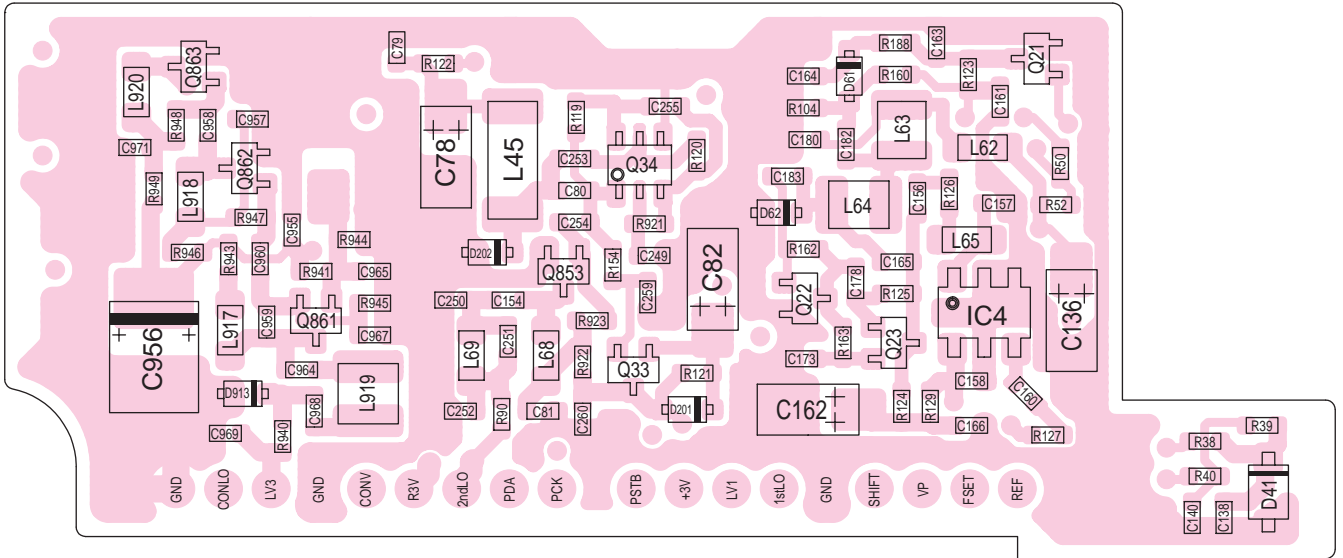 C79
R122
Q863
L920
R948
C958
C957
C971
Q862
R949
L918
R947
C955
R946
R943
C960
R944
R941
C965
R945
C967
C956
L917
C959
Q861
C964
D913
C968
L919
C969
R940
C78
L45
R119
C255
C253
Q34
R120
C80
C254
R921
D202
Q853
R154
C249
C259
C82
C250
C154
R923
L69
C251
L68
R922
Q33
R121
C252
R90
C81
C260
D201
R188
C163
Q21
C164
D61
R160
R123
C161
R104
C180
C182
L63
L62
R50
C183
D62
L64
C156
R126
C157
R52
L65
R162
C165
C178
R125
Q22
IC4
C136
R163
Q23
C173
C158
C160
C162
R124
R129
C166
R127
R39
R38
R40
D41
C140
C138
GND
CONLO
LV3
GND
CONV
R3V
2ndLO
PDA
PCK
PSTB
+3V
LV1
1stLO
GND
SHIFT
VP
FSET
REF